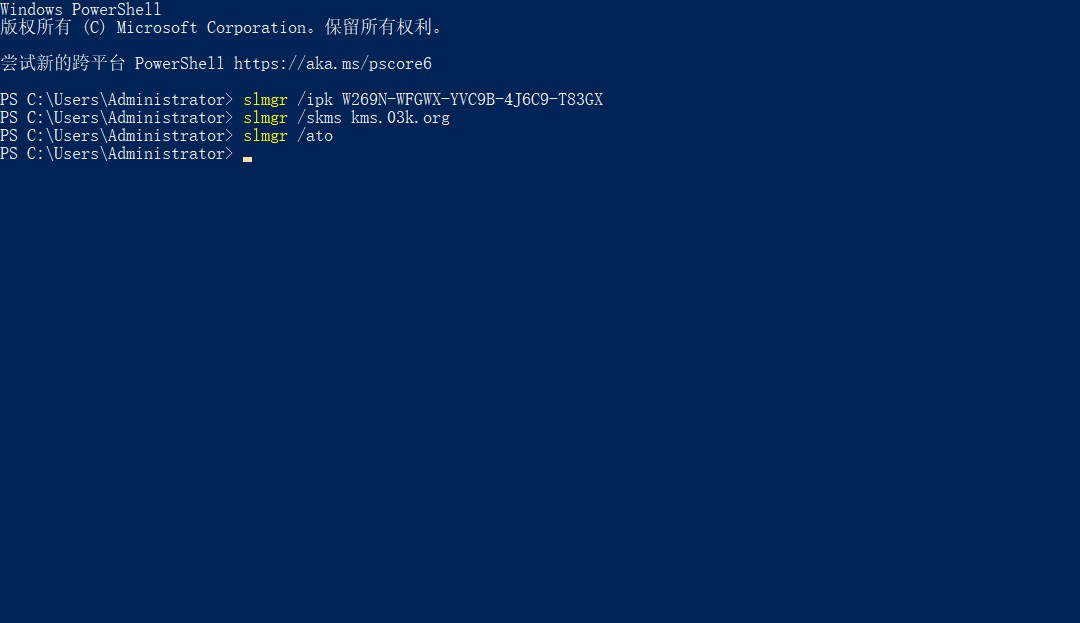 Windows PowerShell
版权所有 (C) Microsoft Corporation。保留所有权利。
尝试新的跨平台 PowerShell https://aka.ms/pscore6
PS C:\Users\Administrator> slmgr /ipk W269N-WFGWX-YVC9B-4J6C9-T83GX
PS C:\Users\Administrator> slmgr /skms kms.03k.org
PS C:\Users\Administrator> slmgr /ato
PS C:\Users\Administrator>